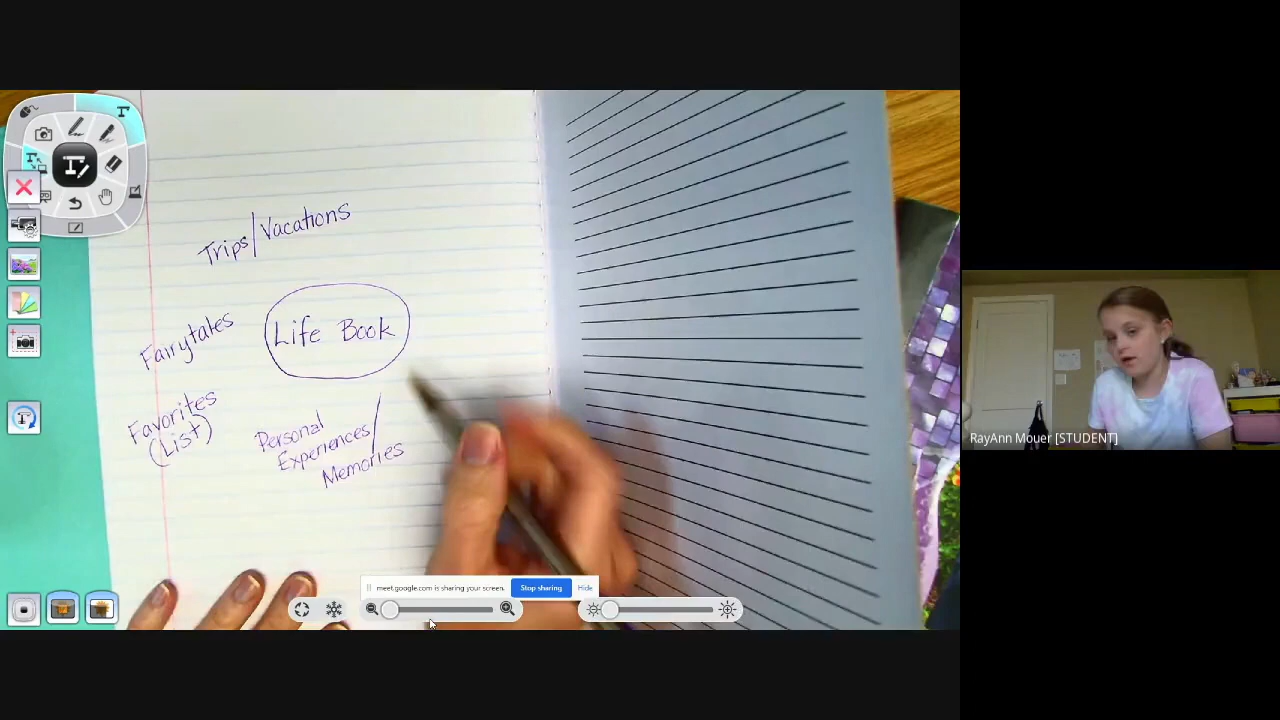 Trips/Vacations
Fairytales
Life Book
Favorites
(List)
Personal
Experiences/
Memories
meet.google.com is sharing your screen.
Stop sharing
Hide
RayAnn Mouer [STUDENT]